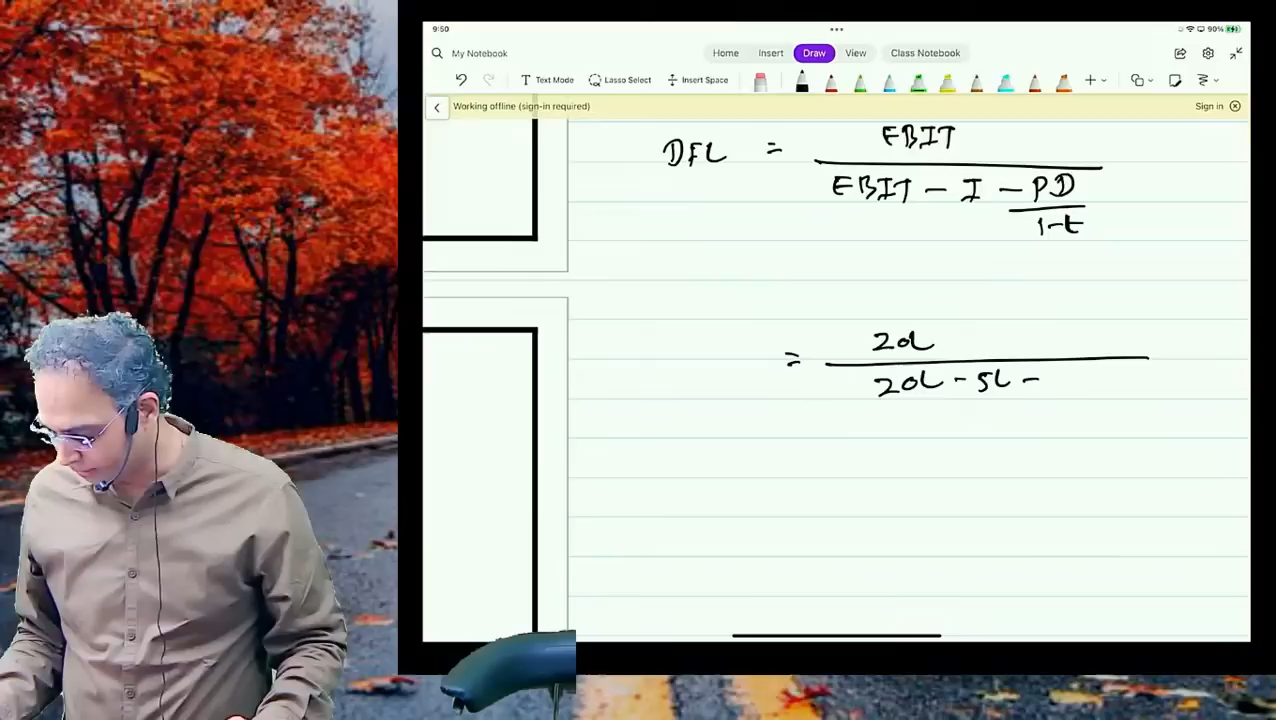 9:50
90%
My Notebook
Home Insert Draw View Class Notebook
Text Mode Lasso Select Insert Space
Working offline (sign-in required) Sign in
DFL = EBIT
EBIT - I - PD
1-t
= 20L
20L - 5L -